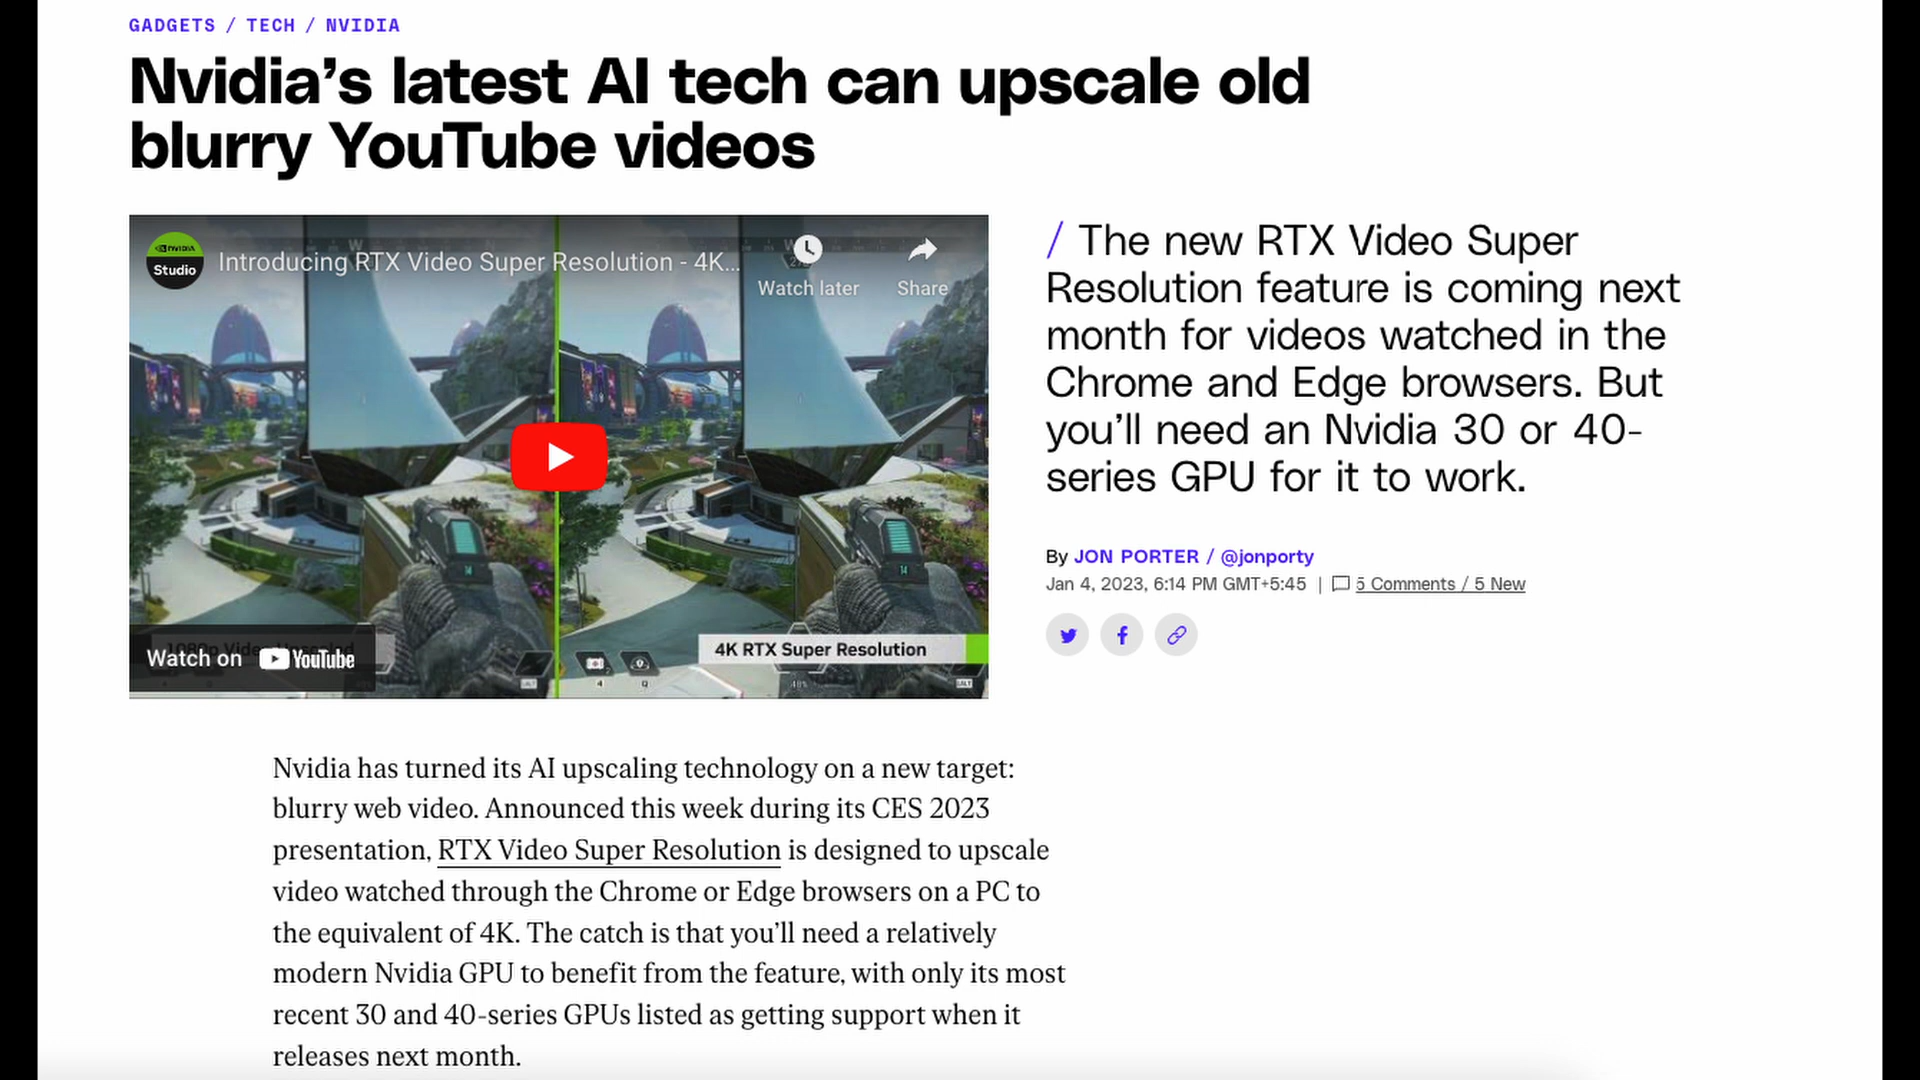 GADGETS / TECH / NVIDIA
Nvidia’s latest AI tech can upscale old
blurry YouTube videos
NVIDIA
Studio
Introducing RTX Video Super Resolution - 4K...
Watch later
Share
4K RTX Super Resolution
Watch on YouTube
14
14
/ The new RTX Video Super
Resolution feature is coming next
month for videos watched in the
Chrome and Edge browsers. But
you’ll need an Nvidia 30 or 40-
series GPU for it to work.
By JON PORTER / @jonporty
Jan 4, 2023, 6:14 PM GMT+5:45 | 5 Comments / 5 New
Nvidia has turned its AI upscaling technology on a new target:
blurry web video. Announced this week during its CES 2023
presentation, RTX Video Super Resolution is designed to upscale
video watched through the Chrome or Edge browsers on a PC to
the equivalent of 4K. The catch is that you’ll need a relatively
modern Nvidia GPU to benefit from the feature, with only its most
recent 30 and 40-series GPUs listed as getting support when it
releases next month.